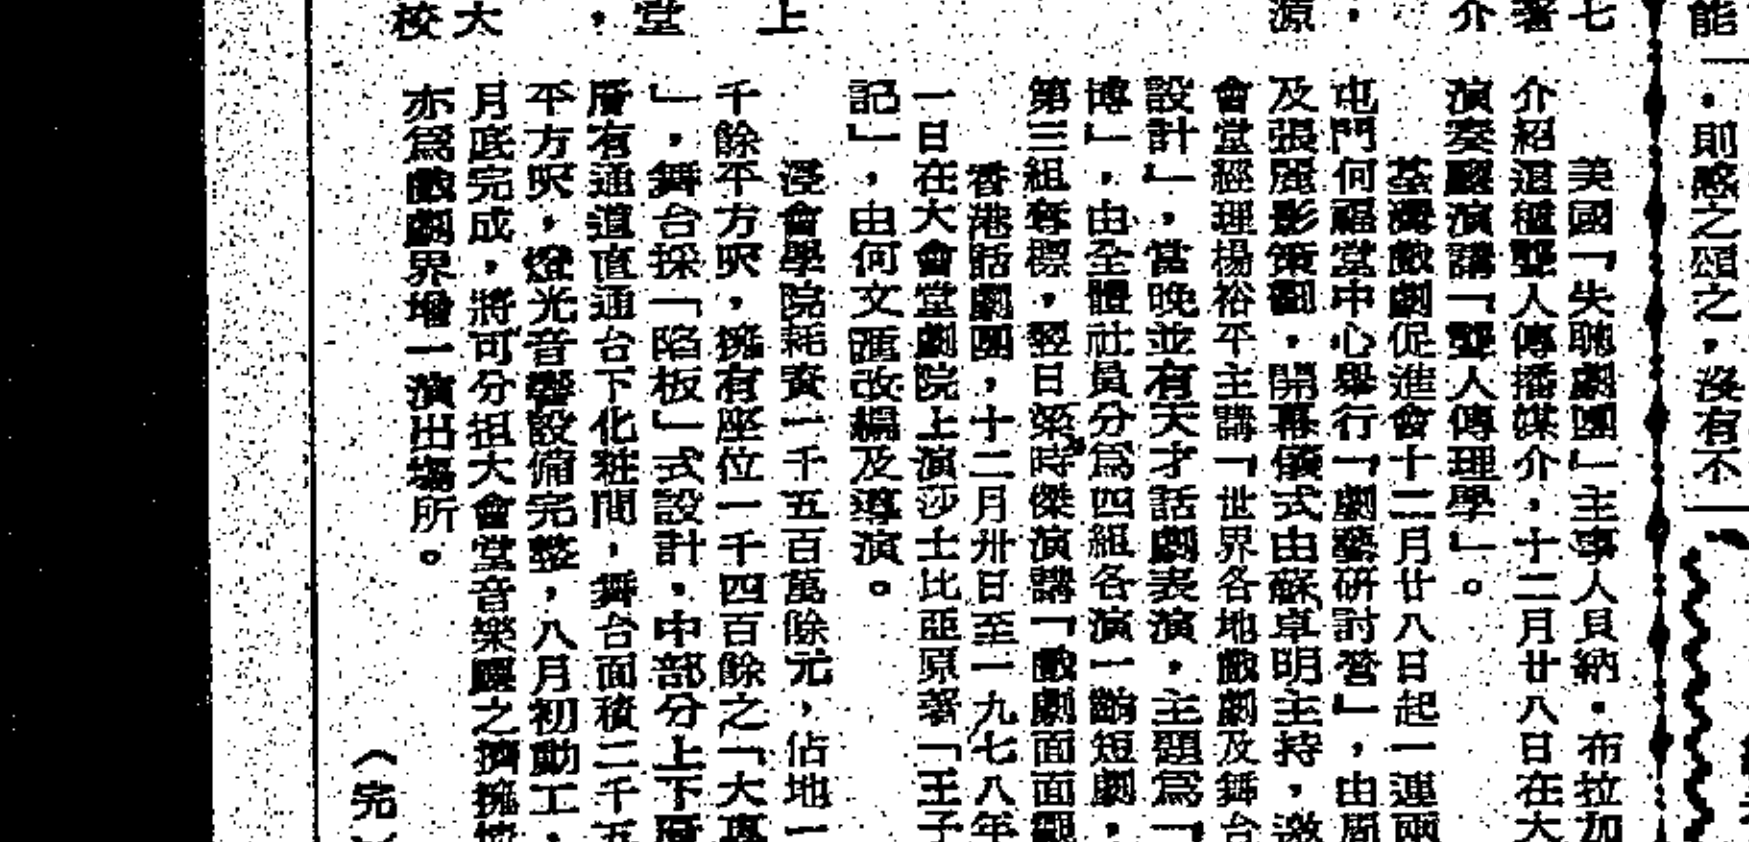 能
，則惑之頌之，沒有不
七
著
介
，
源
上
堂
，
大
校
美國「失聰劇團」主事人貝納・布拉加
介紹這種聾人傳播媒介，十二月廿八日在大
演奏廳演講「聾人傳理學」。
荃灣戲劇促進會十二月廿八日起一連兩
屯門何福堂中心舉行「劇藝研討營」，由周
及張麗影策劃，開幕儀式由蘇卓明主持，邀
會堂經理楊裕平主講「世界各地戲劇及舞台
設計」，當晚並有天才話劇表演，主題為「
博」，由全體社員分為四組各演一齣短劇，
第三組奪標，翌日梁時傑演講「戲劇面面觀
香港話劇團，十二月卅日至一九七八年
一日在大會堂劇院上演莎士比亞原著「王子
記」，由何文匯改編及導演。
浸會學院耗資一千五百萬餘元，佔地一
千餘平方呎，擁有座位一千四百餘之「大專
」，舞台採「陷板」式設計，中部分上下層
層有通道直通台下化粧間，舞台面積二千五
平方呎，燈光音響設備完整，八月初動工，
月底完成，將可分担大會堂音樂廳之擠擁
亦為戲劇界增一演出場所。
（完）